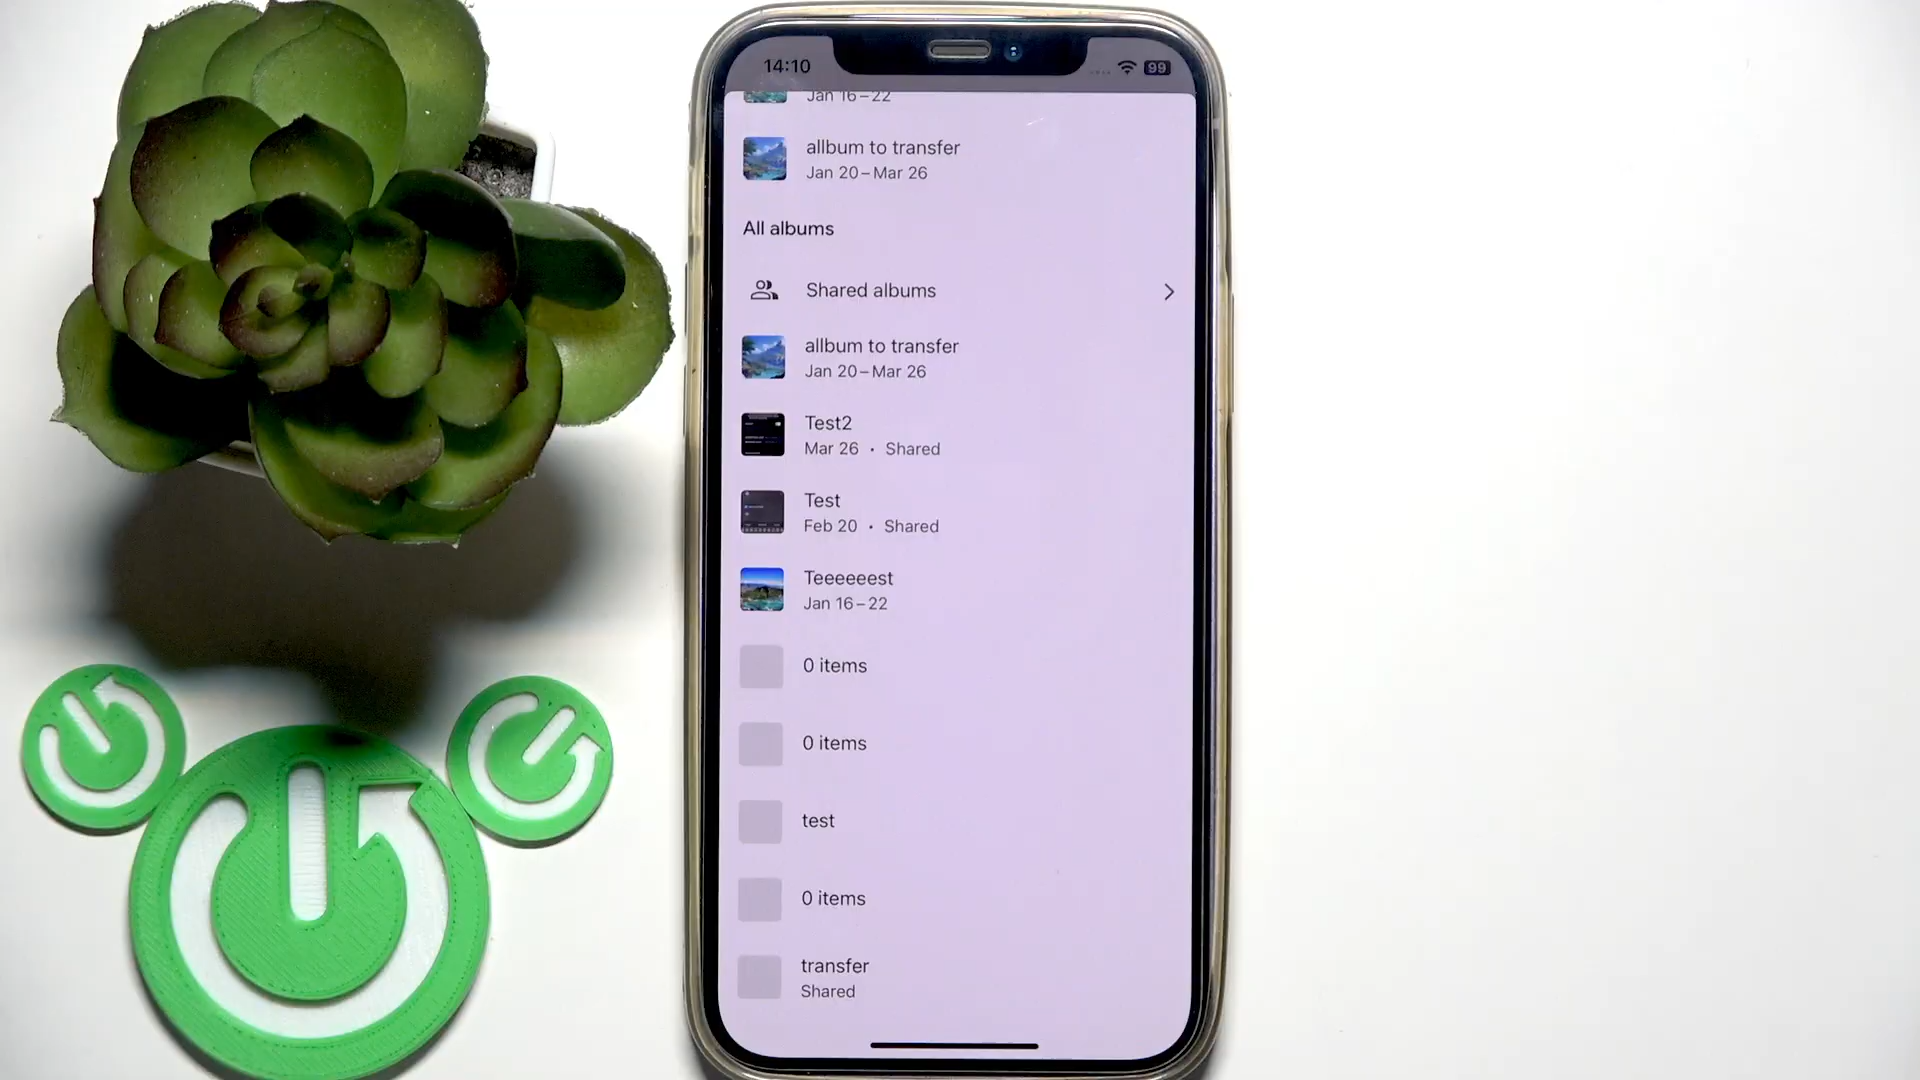 14:10
99
Jan 16 – 22
allbum to transfer
Jan 20 – Mar 26
All albums
Shared albums
allbum to transfer
Jan 20 – Mar 26
Test2
Mar 26 · Shared
Test
Feb 20 · Shared
Teeeeeest
Jan 16 – 22
0 items
0 items
test
0 items
transfer
Shared